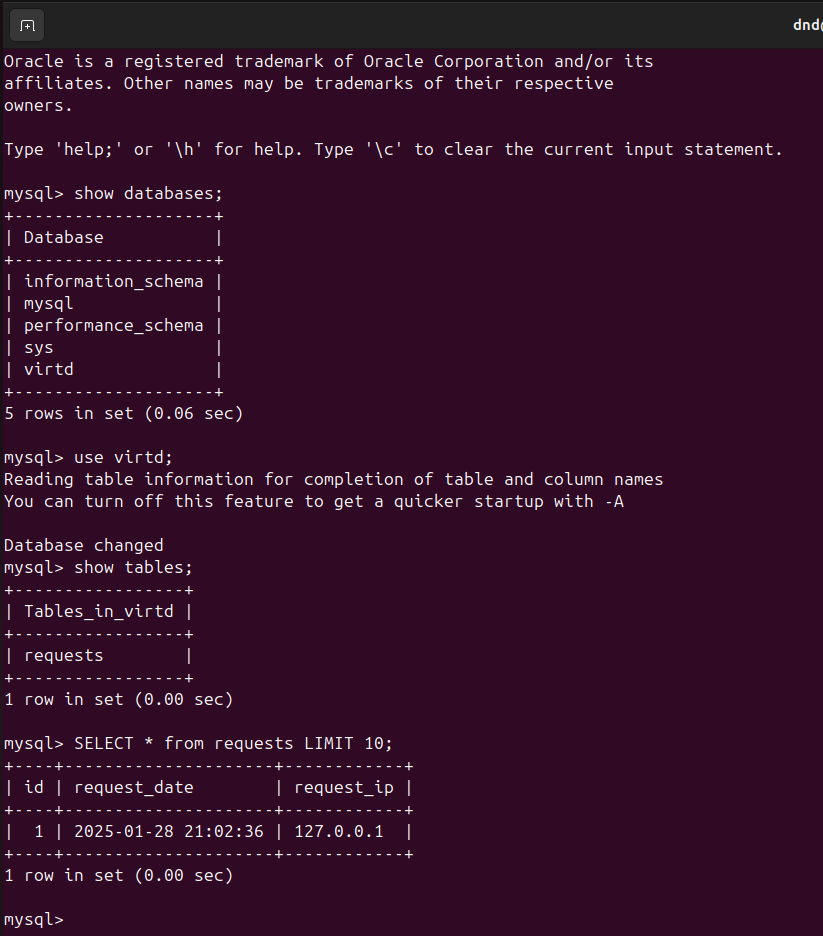 dnd
Oracle is a registered trademark of Oracle Corporation and/or its
affiliates. Other names may be trademarks of their respective
owners.
Type 'help;' or '\h' for help. Type '\c' to clear the current input statement.
mysql> show databases;
+--------------------+
| Database           |
+--------------------+
| information_schema |
| mysql              |
| performance_schema |
| sys                |
| virtd              |
+--------------------+
5 rows in set (0.06 sec)
mysql> use virtd;
Reading table information for completion of table and column names
You can turn off this feature to get a quicker startup with -A
Database changed
mysql> show tables;
+-----------------+
| Tables_in_virtd |
+-----------------+
| requests        |
+-----------------+
1 row in set (0.00 sec)
mysql> SELECT * from requests LIMIT 10;
+----+---------------------+------------+
| id | request_date        | request_ip |
+----+---------------------+------------+
|  1 | 2025-01-28 21:02:36 | 127.0.0.1  |
+----+---------------------+------------+
1 row in set (0.00 sec)
mysql>